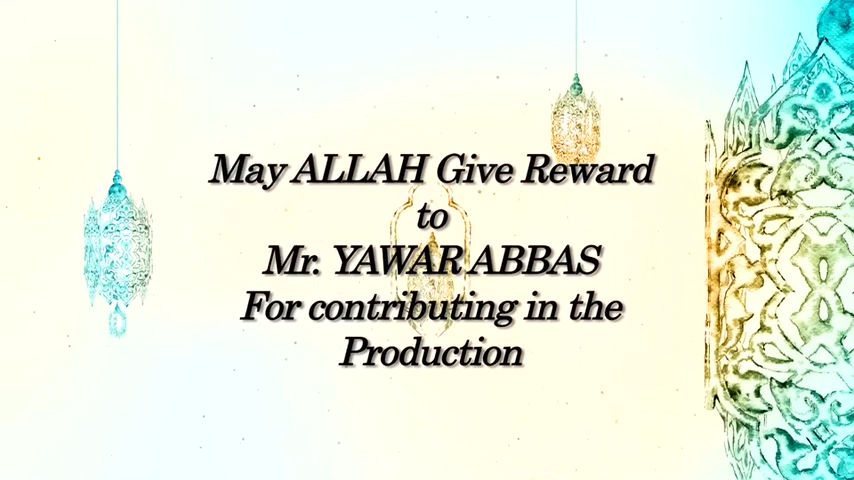 May ALLAH Give Reward
to
Mr. YAWAR ABBAS
For contributing in the
Production